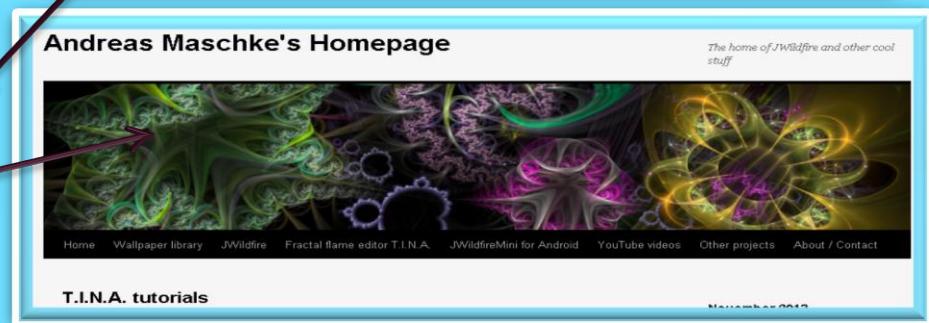 Andreas Maschke's Homepage
The home of JWildfire and other cool
stuff
Home Wallpaper library JWildfire Fractal flame editor T.I.N.A. JWildfireMini for Android YouTube videos Other projects About / Contact
T.I.N.A. tutorials